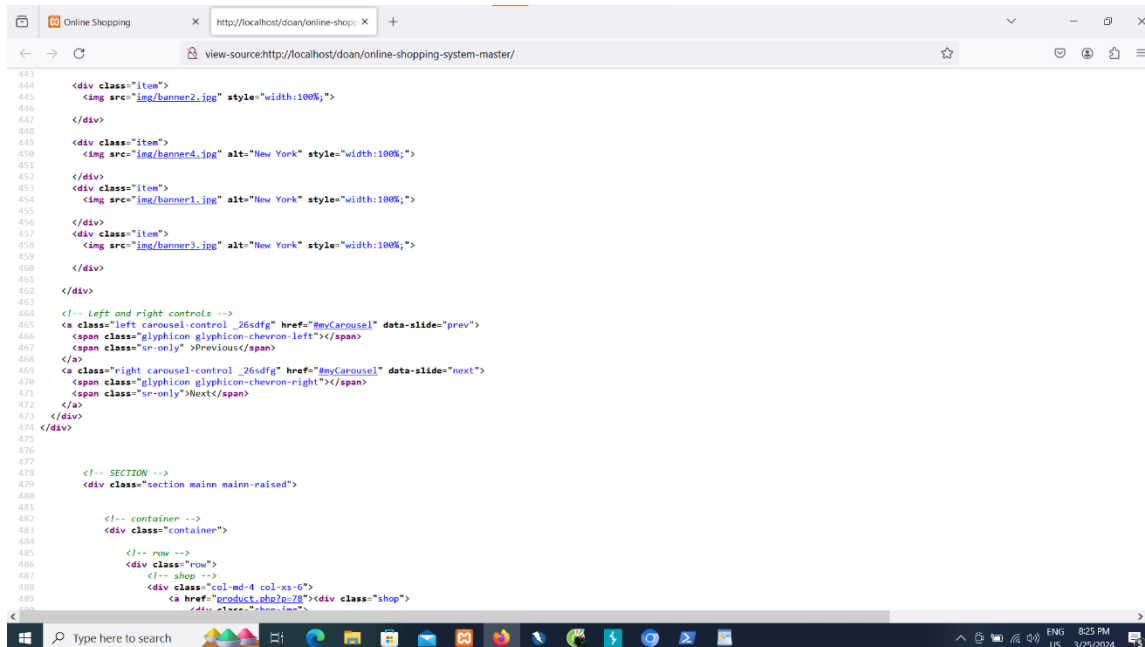 Online Shopping
http://localhost/doan/online-shopp
view-source:http://localhost/doan/online-shopping-system-master/
443
444 <div class="item">
445 <img src="img/banner2.jpg" style="width:100%;">
446
447 </div>
448
449 <div class="item">
450 <img src="img/banner4.jpg" alt="New York" style="width:100%;">
451
452 </div>
453 <div class="item">
454 <img src="img/banner1.jpg" alt="New York" style="width:100%;">
455
456 </div>
457 <div class="item">
458 <img src="img/banner3.jpg" alt="New York" style="width:100%;">
459
460 </div>
461
462 </div>
463
464 <!-- Left and right controls -->
465 <a class="left carousel-control _26sdfg" href="#myCarousel" data-slide="prev">
466 <span class="glyphicon glyphicon-chevron-left"></span>
467 <span class="sr-only" >Previous</span>
468 </a>
469 <a class="right carousel-control _26sdfg" href="#myCarousel" data-slide="next">
470 <span class="glyphicon glyphicon-chevron-right"></span>
471 <span class="sr-only">Next</span>
472 </a>
473 </div>
474 </div>
475
476
477
478 <!-- SECTION -->
479 <div class="section mainn mainn-raised">
480
481
482 <!-- container -->
483 <div class="container">
484
485 <!-- row -->
486 <div class="row">
487 <!-- shop -->
488 <div class="col-md-4 col-xs-6">
489 <a href="product.php?p=78"><div class="shop">
490 <div class="shop-img">
Type here to search
ENG 8:25 PM
US 3/25/2024